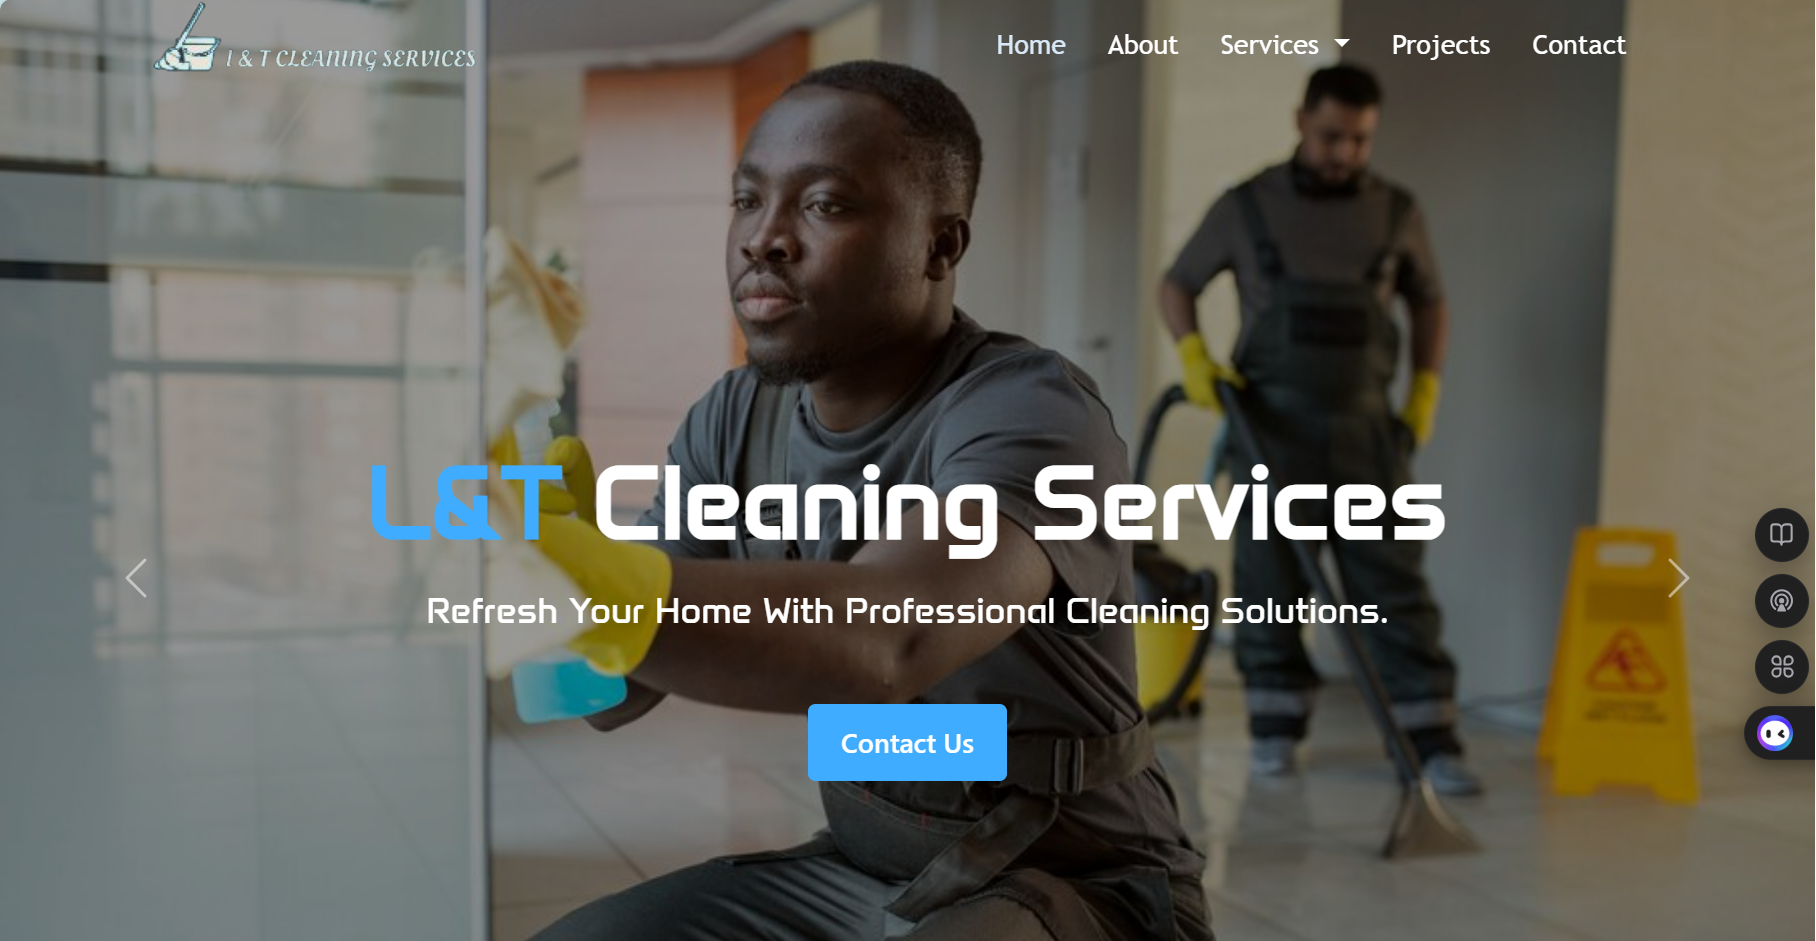 l & T CLEANING SERVICES
Home About Services Projects Contact
L&T Cleaning Services
Refresh Your Home With Professional Cleaning Solutions.
Contact Us